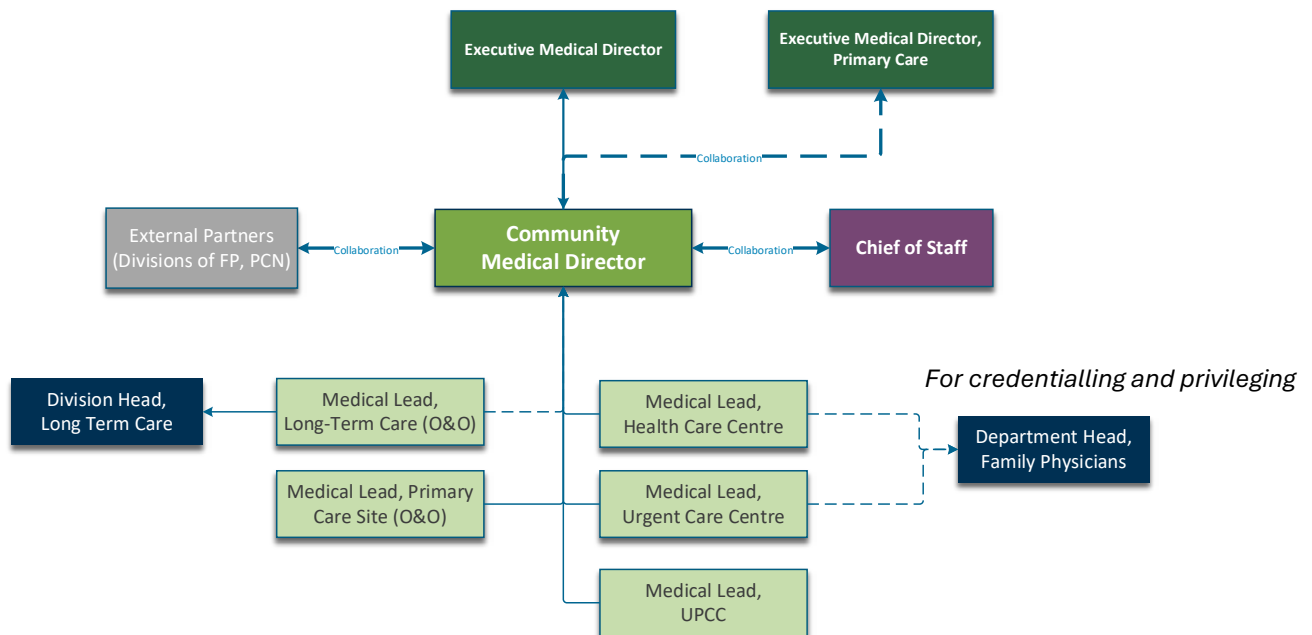 Executive Medical Director
Executive Medical Director,
Primary Care
Collaboration
External Partners
(Divisions of FP, PCN)
Collaboration
Community
Medical Director
Collaboration
Chief of Staff
For credentialling and privileging
Division Head,
Long Term Care
Medical Lead,
Long-Term Care (O&O)
Medical Lead,
Health Care Centre
Department Head,
Family Physicians
Medical Lead, Primary
Care Site (O&O)
Medical Lead,
Urgent Care Centre
Medical Lead,
UPCC